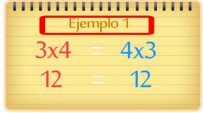 Ejemplo 1
3x4 = 4x3
12 = 12